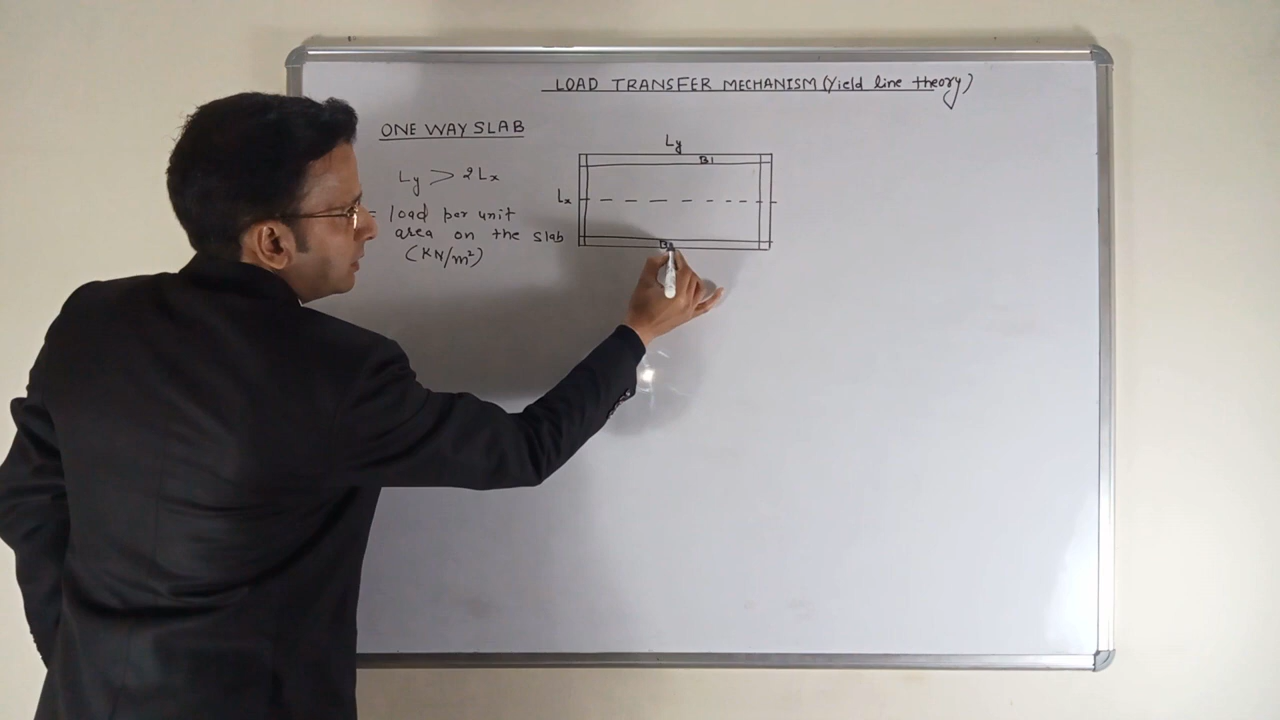 LOAD TRANSFER MECHANISM (Yield line theory)
ONE WAY SLAB
Ly > 2Lx
= load per unit
area on the slab
(KN/m²)
Ly
B1
Lx